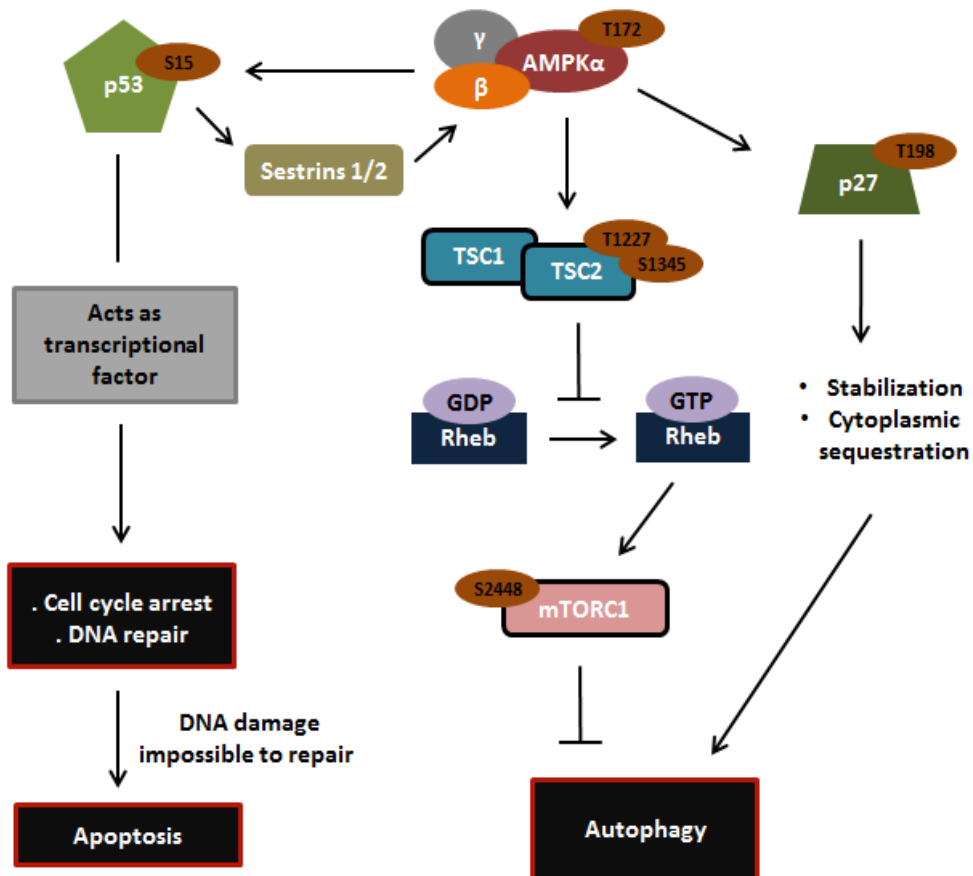 γ
T172
AMPKα
β
S15
p53
Sestrins 1/2
T198
p27
TSC1
TSC2
T1227
S1345
Acts as
transcriptional
factor
GDP
Rheb
GTP
Rheb
• Stabilization
• Cytoplasmic
sequestration
S2448
mTORC1
. Cell cycle arrest
. DNA repair
DNA damage
impossible to repair
Apoptosis
Autophagy